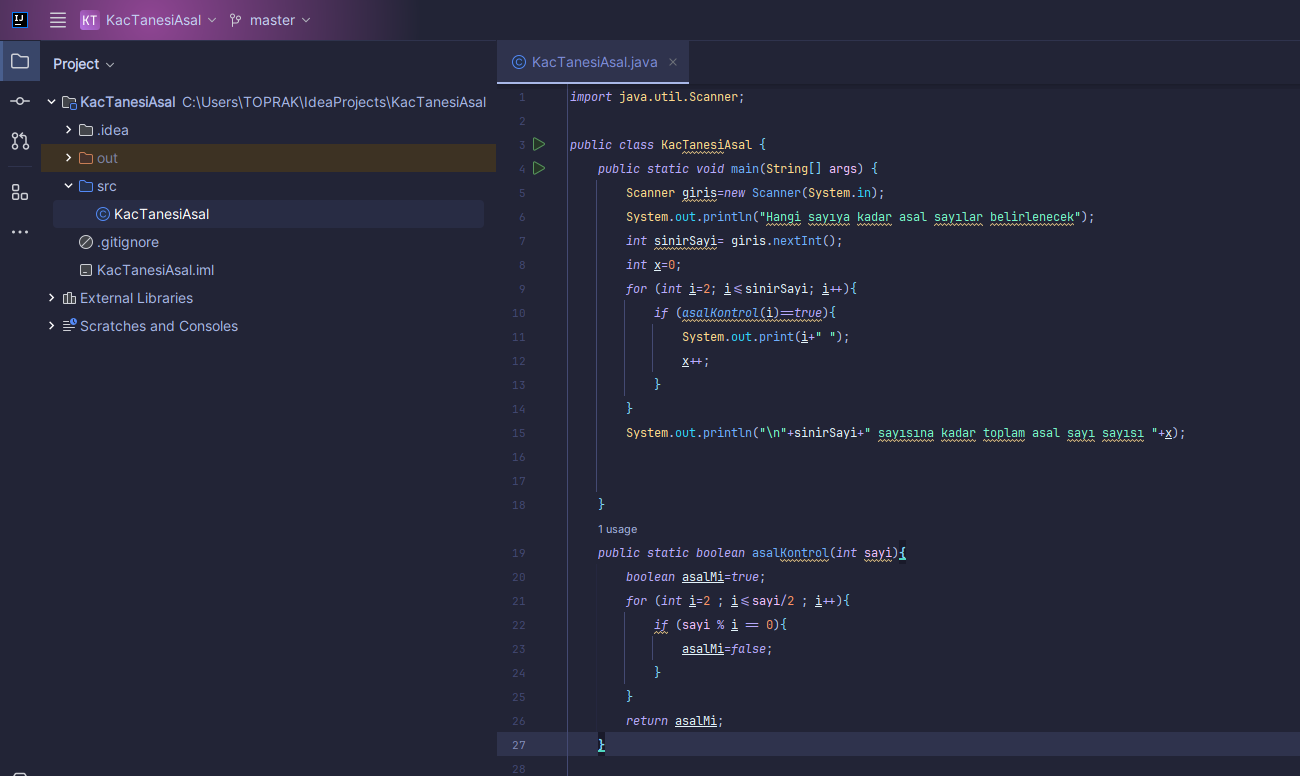 IJ
KT KacTanesiAsal master
Project
KacTanesiAsal C:\Users\TOPRAK\IdeaProjects\KacTanesiAsal
.idea
out
src
KacTanesiAsal
.gitignore
KacTanesiAsal.iml
External Libraries
Scratches and Consoles
KacTanesiAsal.java
1 import java.util.Scanner;
2
3 public class KacTanesiAsal {
4 public static void main(String[] args) {
5 Scanner giris=new Scanner(System.in);
6 System.out.println("Hangi sayıya kadar asal sayılar belirlenecek");
7 int sinirSayi= giris.nextInt();
8 int x=0;
9 for (int i=2; i<=sinirSayi; i++){
10 if (asalKontrol(i)==true){
11 System.out.print(i+" ");
12 x++;
13 }
14 }
15 System.out.println("\n"+sinirSayi+" sayısına kadar toplam asal sayı sayısı "+x);
16
17
18 }
1 usage
19 public static boolean asalKontrol(int sayi){
20 boolean asalMi=true;
21 for (int i=2 ; i<=sayi/2 ; i++){
22 if (sayi % i == 0){
23 asalMi=false;
24 }
25 }
26 return asalMi;
27 }
28